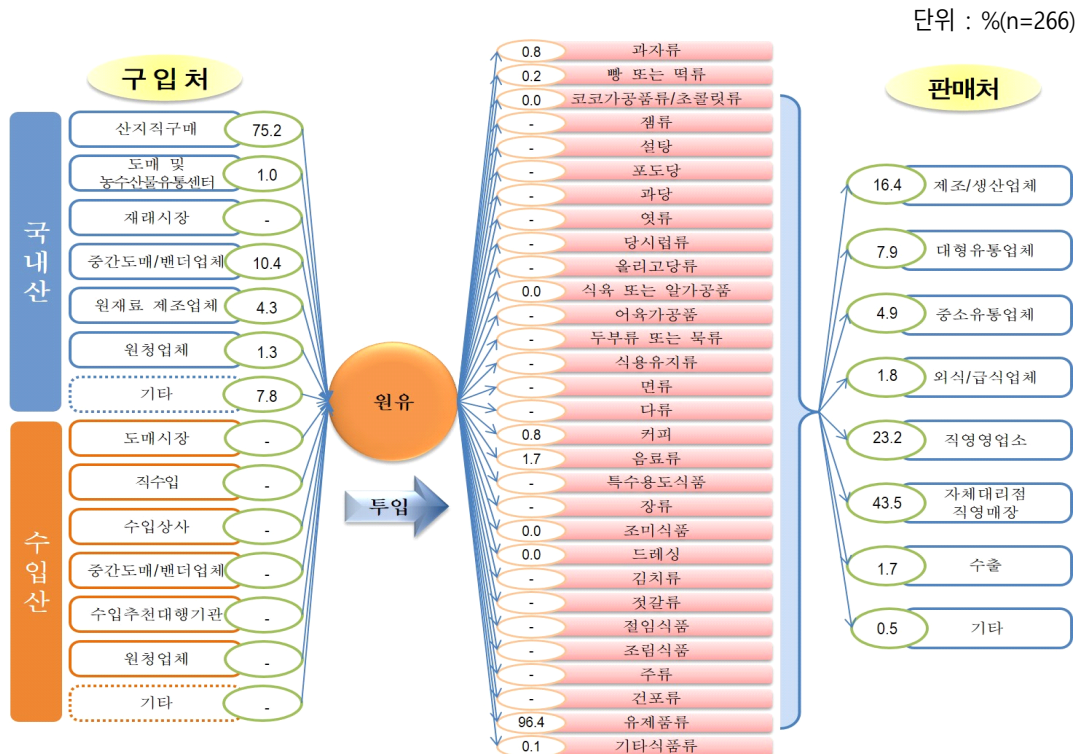 단위 : %(n=266)
구입처
국내산
산지직구매 75.2
도매 및
농수산물유통센터 1.0
재래시장 -
중간도매/밴더업체 10.4
원재료 제조업체 4.3
원청업체 1.3
기타 7.8
수입산
도매시장 -
직수입 -
수입상사 -
중간도매/밴더업체 -
수입추천대행기관 -
원청업체 -
기타 -
원유
투입
0.8 과자류
0.2 빵 또는 떡류
0.0 코코가공품류/초콜릿류
- 잼류
- 설탕
- 포도당
- 과당
- 엿류
- 당시럽류
- 올리고당류
0.0 식육 또는 알가공품
- 어육가공품
- 두부류 또는 묵류
- 식용유지류
- 면류
- 다류
0.8 커피
1.7 음료류
- 특수용도식품
- 장류
0.0 조미식품
0.0 드레싱
- 김치류
- 젓갈류
- 절임식품
- 조림식품
- 주류
- 건포류
96.4 유제품류
0.1 기타식품류
판매처
16.4 제조/생산업체
7.9 대형유통업체
4.9 중소유통업체
1.8 외식/급식업체
23.2 직영영업소
43.5 자체대리점
직영매장
1.7 수출
0.5 기타